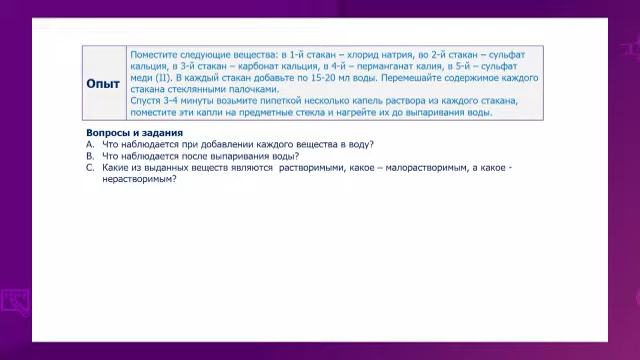 Опыт
Поместите следующие вещества: в 1-й стакан – хлорид натрия, во 2-й стакан – сульфат
кальция, в 3-й стакан – карбонат кальция, в 4-й – перманганат калия, в 5-й – сульфат
меди (II). В каждый стакан добавьте по 15-20 мл воды. Перемешайте содержимое каждого
стакана стеклянными палочками.
Спустя 3-4 минуты возьмите пипеткой несколько капель раствора из каждого стакана,
поместите эти капли на предметные стекла и нагрейте их до выпаривания воды.
Вопросы и задания
A. Что наблюдается при добавлении каждого вещества в воду?
B. Что наблюдается после выпаривания воды?
C. Какие из выданных веществ являются растворимыми, какое – малорастворимым, а какое -
нерастворимым?